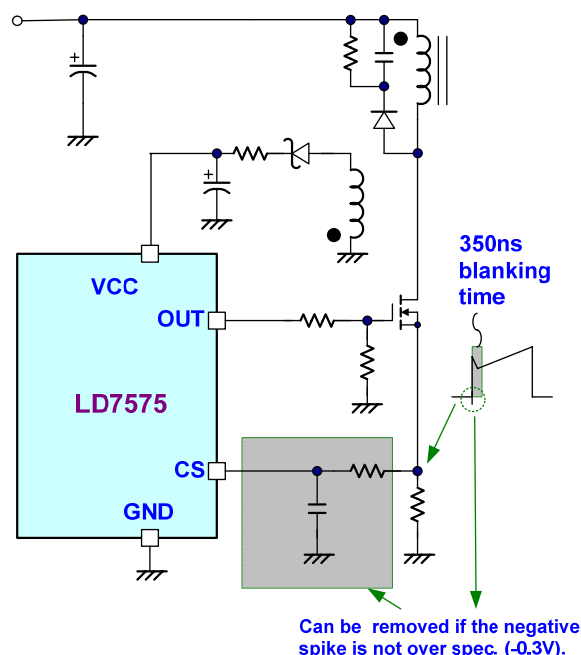 350ns
blanking
time
VCC
OUT
LD7575
CS
GND
+
+
Can be removed if the negative
spike is not over spec. (-0.3V).